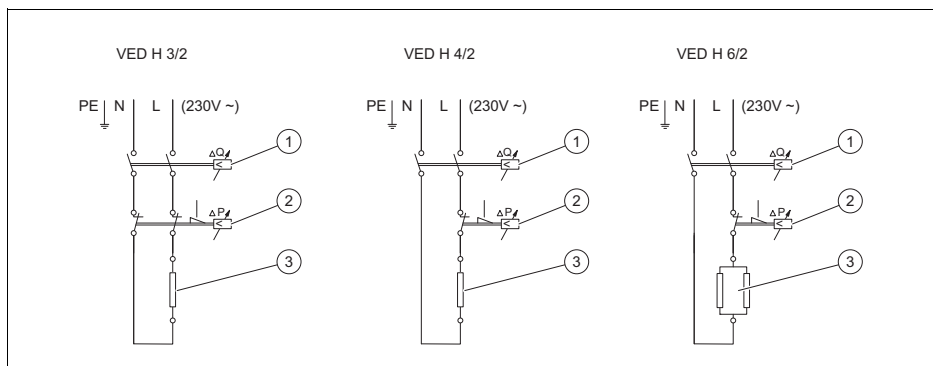 VED H 3/2
PE N L (230V ~)
ΔQ
<
1
ΔP
<
2
3
VED H 4/2
PE N L (230V ~)
ΔQ
<
1
ΔP
<
2
3
VED H 6/2
PE N L (230V ~)
ΔQ
<
1
ΔP
<
2
3